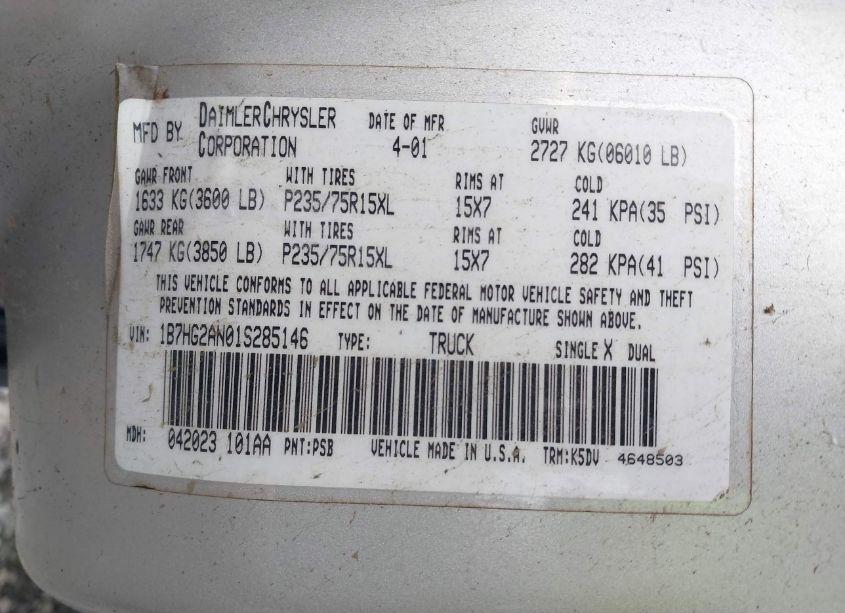 MFD BY DAIMLERCHRYSLER CORPORATION DATE OF MFR 4-01 GVWR 2727 KG(06010 LB)
GAWR FRONT WITH TIRES RIMS AT COLD
1633 KG(3600 LB) P235/75R15XL 15X7 241 KPA(35 PSI)
GAWR REAR WITH TIRES RIMS AT COLD
1747 KG(3850 LB) P235/75R15XL 15X7 282 KPA(41 PSI)
THIS VEHICLE CONFORMS TO ALL APPLICABLE FEDERAL MOTOR VEHICLE SAFETY AND THEFT
PREVENTION STANDARDS IN EFFECT ON THE DATE OF MANUFACTURE SHOWN ABOVE.
VIN: 1B7HG2AN01S285146 TYPE: TRUCK SINGLE X DUAL
MDH: 042023 101AA PNT:PSB VEHICLE MADE IN U.S.A. TRM:K5DV 4648503